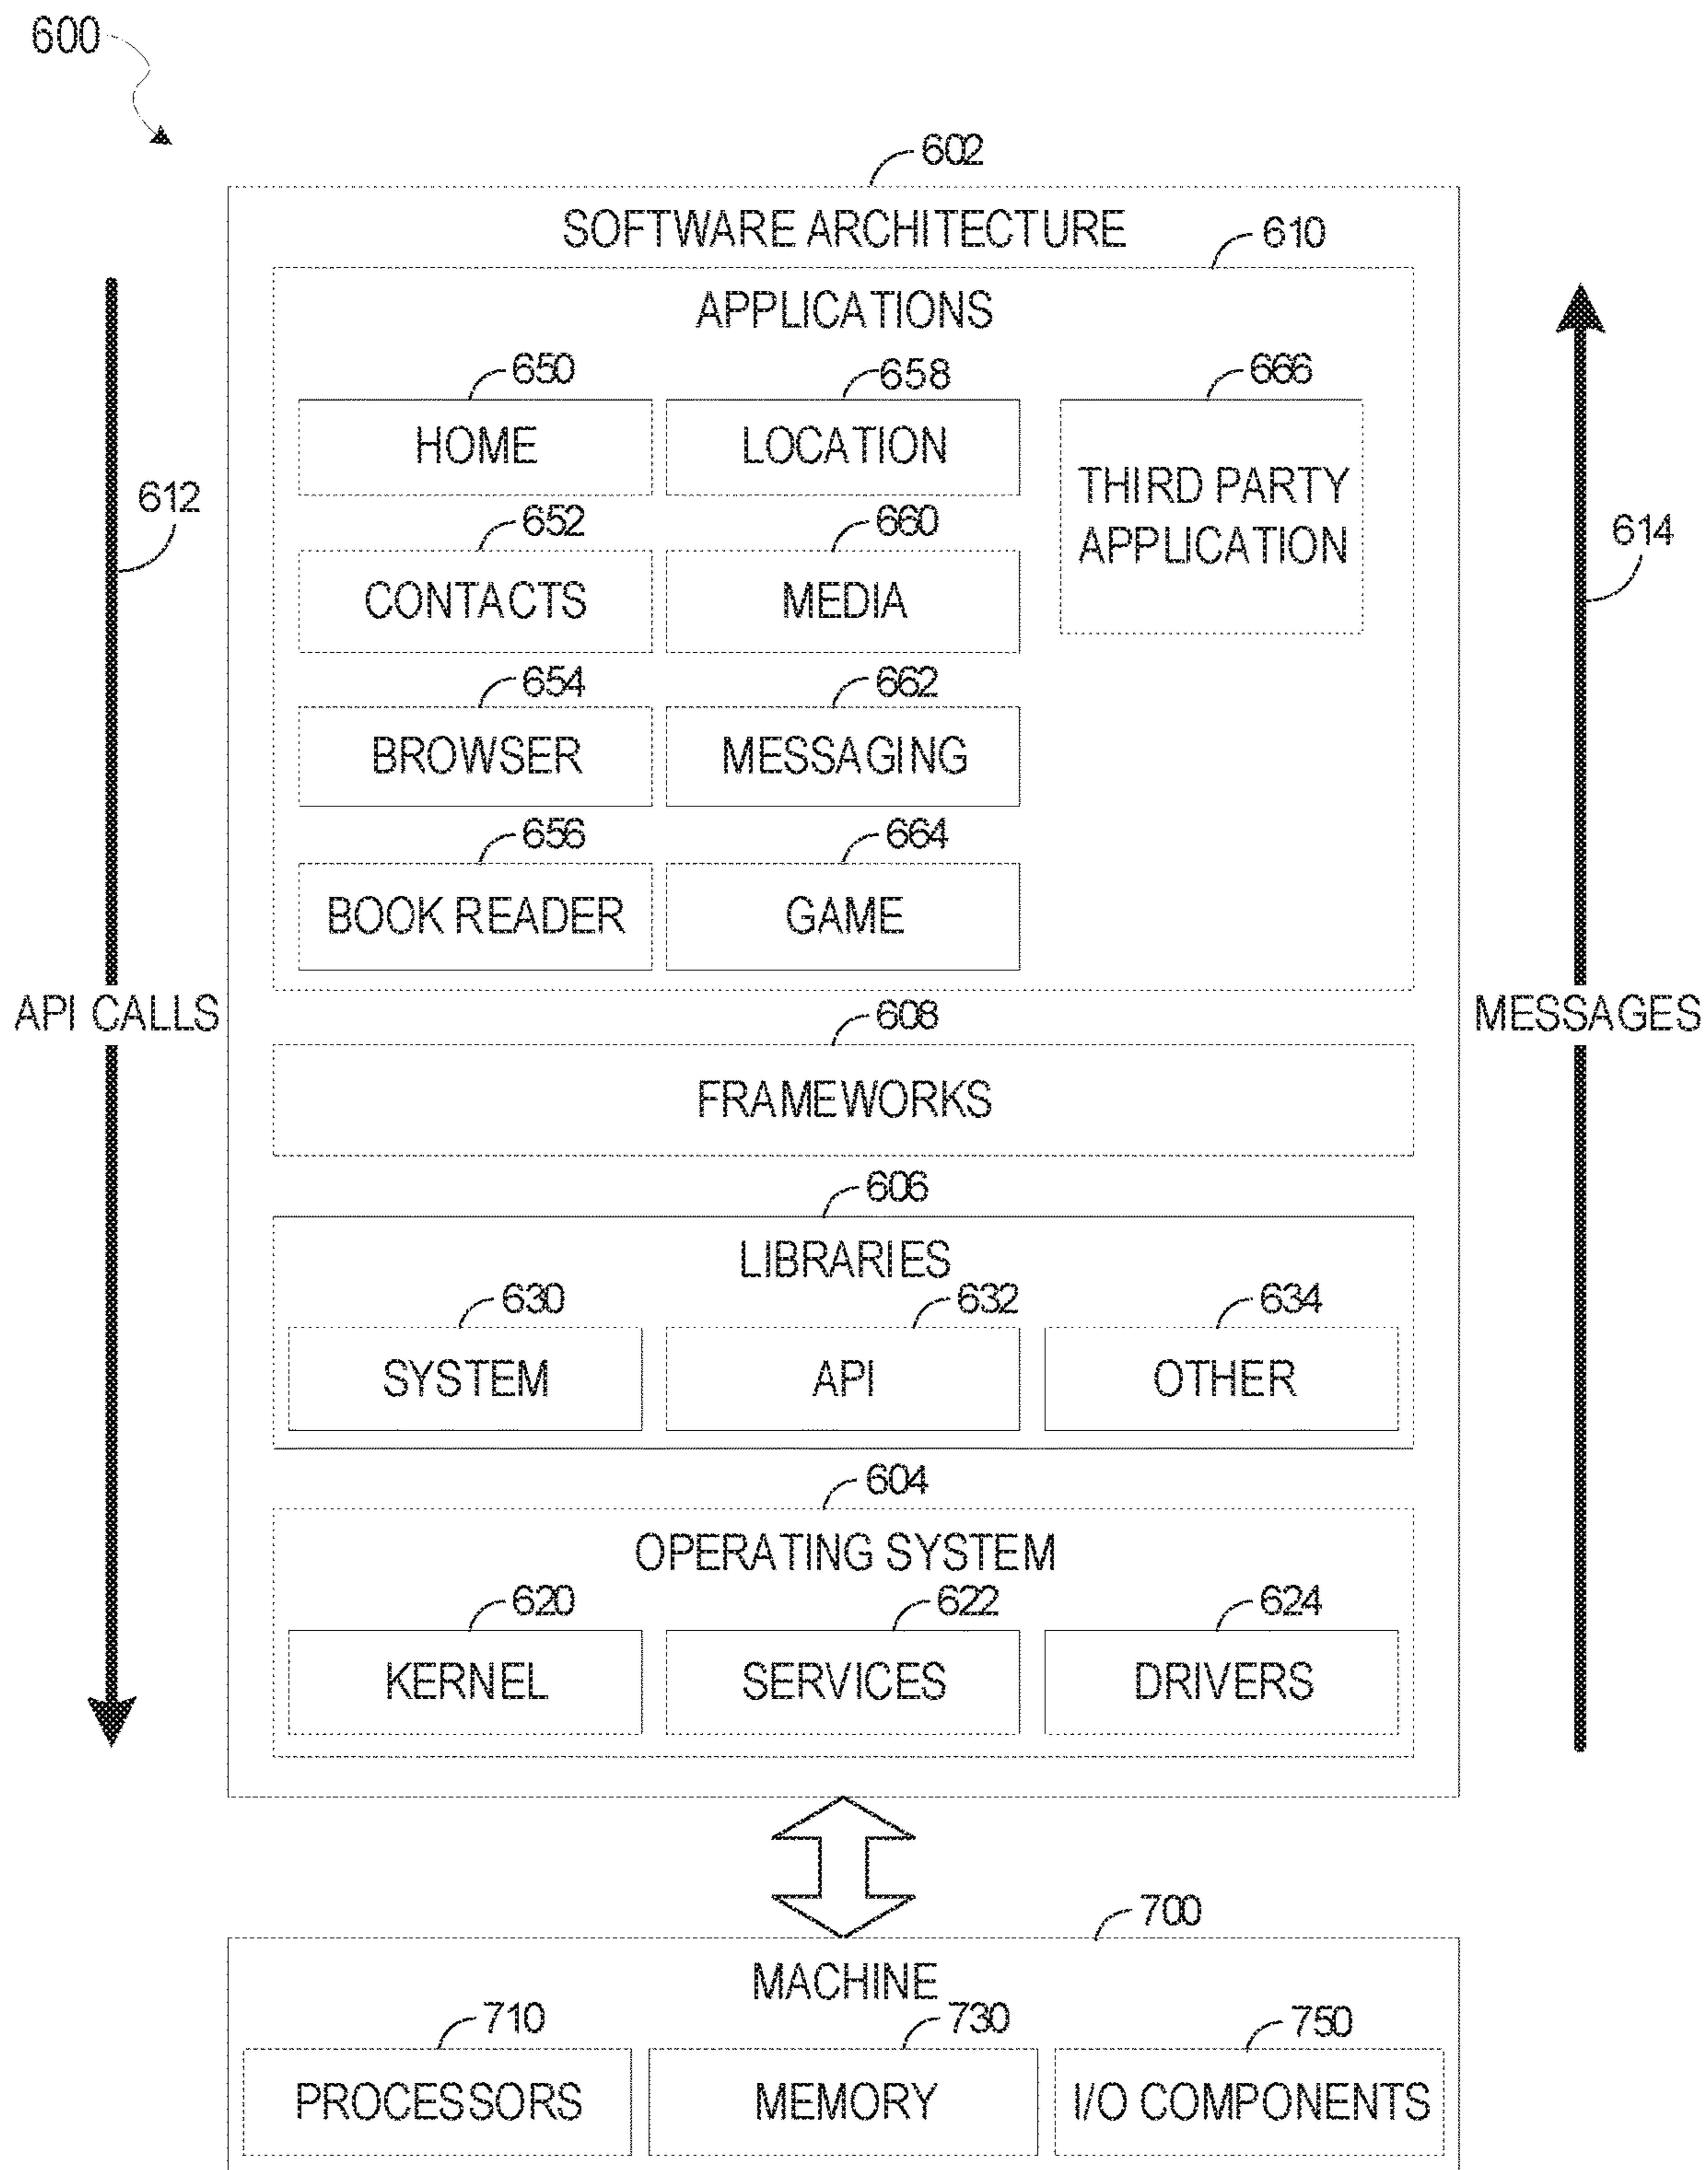 600
602
SOFTWARE ARCHITECTURE
610
APPLICATIONS
650
658
666
HOME
LOCATION
THIRD PARTY
APPLICATION
612
614
652
660
CONTACTS
MEDIA
654
662
BROWSER
MESSAGING
656
664
BOOK READER
GAME
API CALLS
MESSAGES
608
FRAMEWORKS
606
LIBRARIES
630
632
634
SYSTEM
API
OTHER
604
OPERATING SYSTEM
620
622
624
KERNEL
SERVICES
DRIVERS
700
MACHINE
710
730
750
PROCESSORS
MEMORY
I/O COMPONENTS